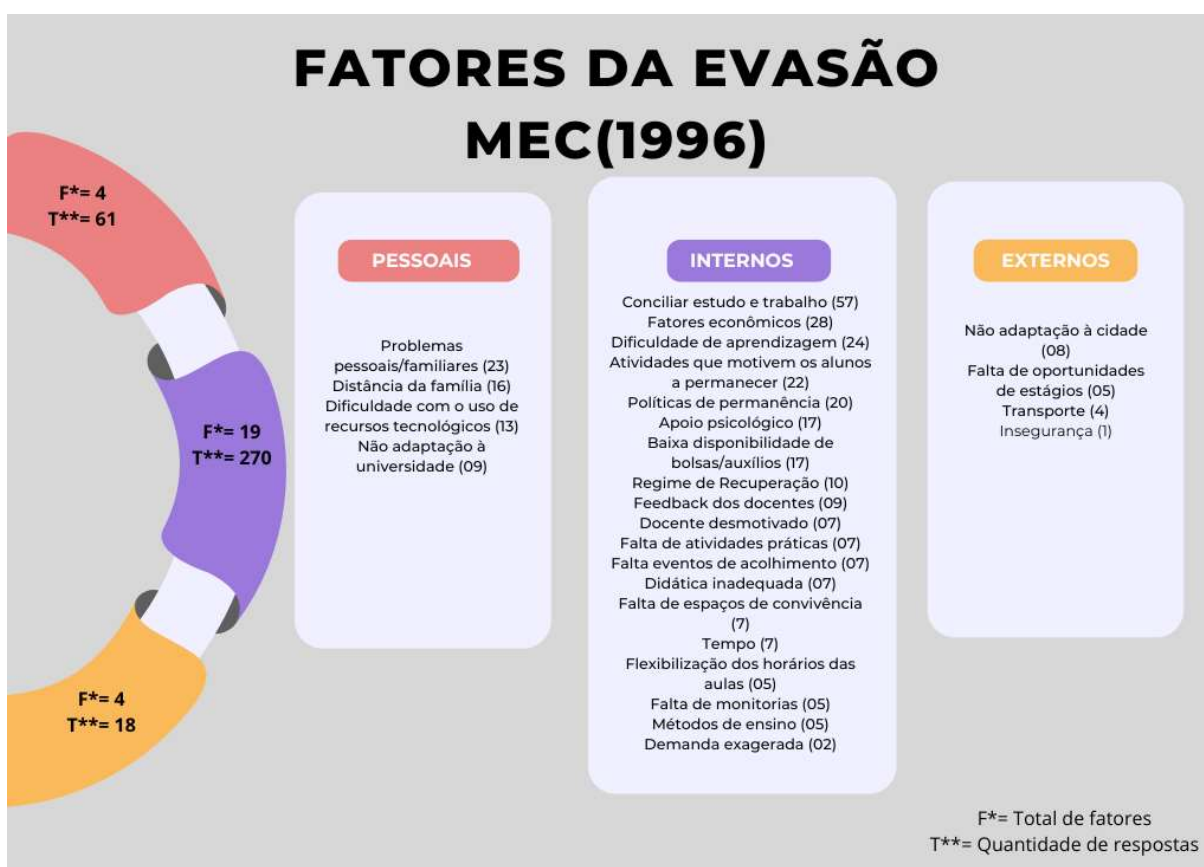 FATORES DA EVASÃO
MEC(1996)
F*= 4
T**= 61
F*= 19
T**= 270
F*= 4
T**= 18
PESSOAIS
Problemas
pessoais/familiares (23)
Distância da família (16)
Dificuldade com o uso de
recursos tecnológicos (13)
Não adaptação à
universidade (09)
INTERNOS
Conciliar estudo e trabalho (57)
Fatores econômicos (28)
Dificuldade de aprendizagem (24)
Atividades que motivem os alunos
a permanecer (22)
Políticas de permanência (20)
Apoio psicológico (17)
Baixa disponibilidade de
bolsas/auxílios (17)
Regime de Recuperação (10)
Feedback dos docentes (09)
Docente desmotivado (07)
Falta de atividades práticas (07)
Falta eventos de acolhimento (07)
Didática inadequada (07)
Falta de espaços de convivência
(7)
Tempo (7)
Flexibilização dos horários das
aulas (05)
Falta de monitorias (05)
Métodos de ensino (05)
Demanda exagerada (02)
EXTERNOS
Não adaptação à cidade
(08)
Falta de oportunidades
de estágios (05)
Transporte (4)
Insegurança (1)
F*= Total de fatores
T**= Quantidade de respostas